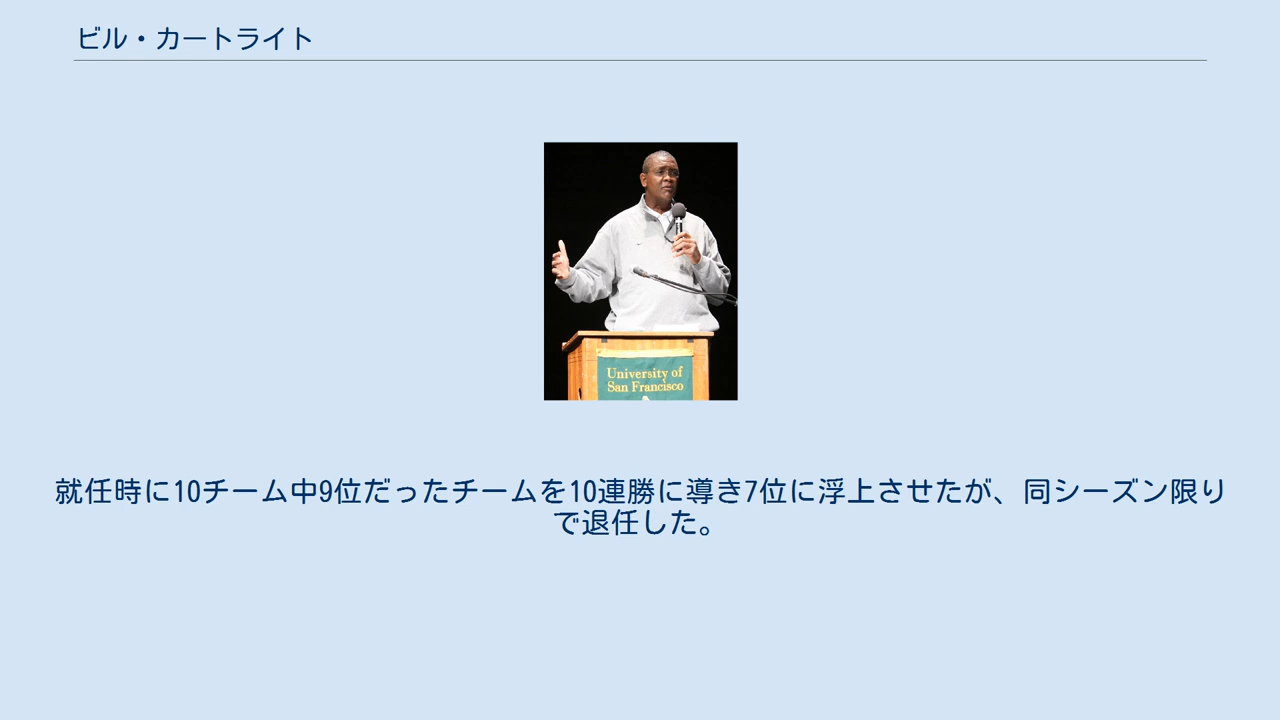 ビル・カートライト
University of
San Francisco
就任時に10チーム中9位だったチームを10連勝に導き7位に浮上させたが、同シーズン限り
で退任した。